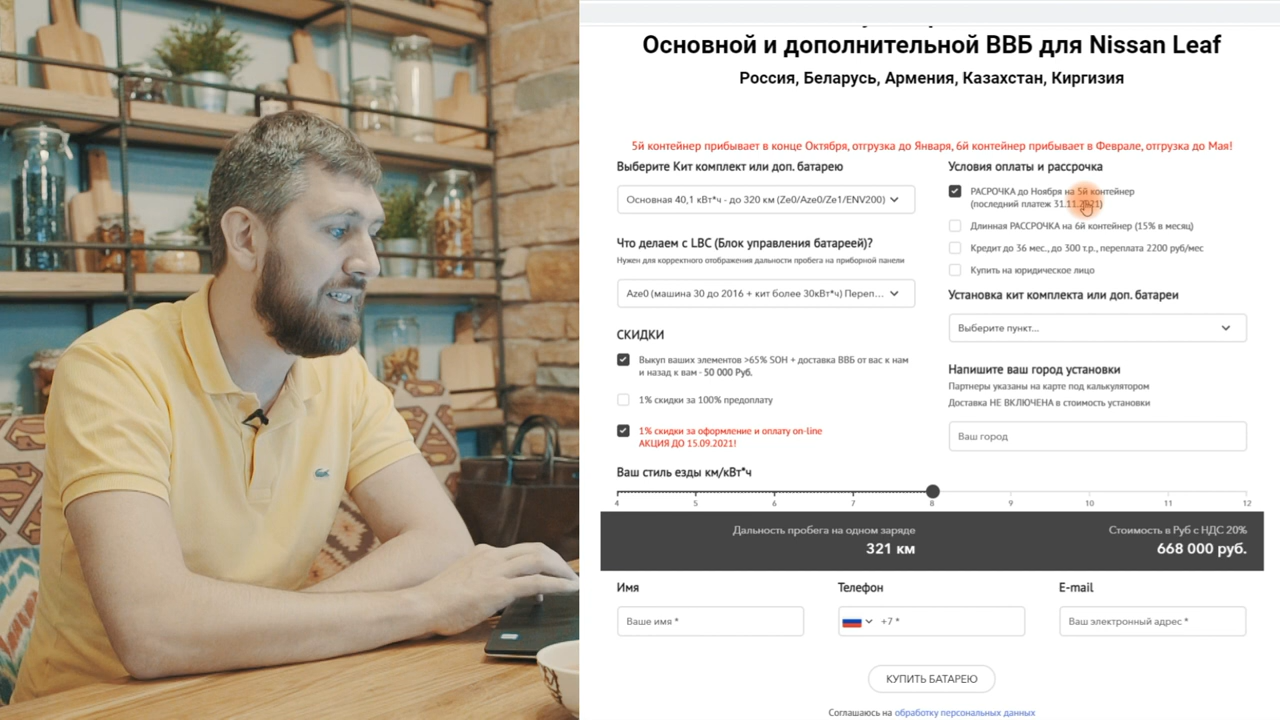 Основной и дополнительной ВВБ для Nissan Leaf
Россия, Беларусь, Армения, Казахстан, Киргизия
5й контейнер прибывает в конце Октября, отгрузка до Января, 6й контейнер прибывает в Феврале, отгрузка до Мая!
Выберите Кит комплект или доп. батарею
Основная 40,1 кВт*ч - до 320 км (Ze0/Aze0/Ze1/ENV200)
Что делаем с LBC (Блок управления батареей)?
Нужен для корректного отображения дальности пробега на приборной панели
Aze0 (машина 30 до 2016 + кит более 30кВт*ч) Переп...
СКИДКИ
Выкуп ваших элементов >65% SOH + доставка ВВБ от вас к нам
и назад к вам - 50 000 Руб.
1% скидки за 100% предоплату
1% скидки за оформление и оплату on-line
АКЦИЯ ДО 15.09.2021!
Условия оплаты и рассрочка
РАСРОЧКА до Ноября на 5й контейнер
(последний платеж 31.11.2021)
Длинная РАССРОЧКА на 6й контейнер (15% в месяц)
Кредит до 36 мес., до 300 т.р., переплата 2200 руб/мес
Купить на юридическое лицо
Установка кит комплекта или доп. батареи
Выберите пункт...
Напишите ваш город установки
Партнеры указаны на карте под калькулятором
Доставка НЕ ВКЛЮЧЕНА в стоимость установки
Ваш город
Ваш стиль езды км/кВт*ч
4 5 6 7 8 9 10 11 12
Дальность пробега на одном заряде
321 км
Стоимость в Руб с НДС 20%
668 000 руб.
Имя
Ваше имя *
Телефон
+7 *
E-mail
Ваш электронный адрес *
КУПИТЬ БАТАРЕЮ
Соглашаюсь на обработку персональных данных